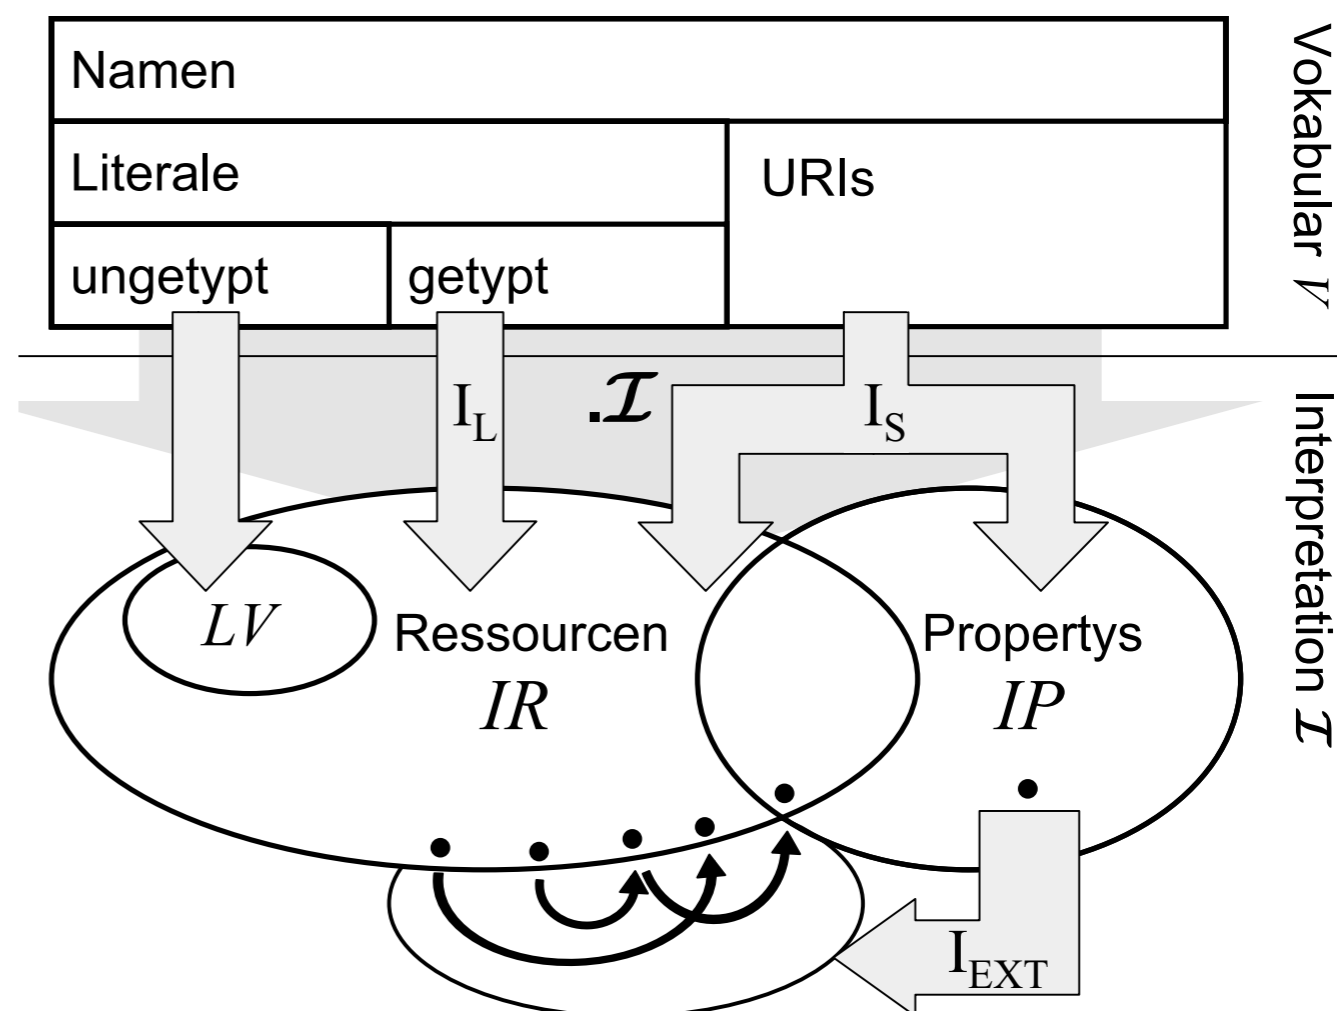 Namen
Literale
URIs
ungetypt
getypt
Vokabular V
I_L
.𝓘
I_S
Interpretation 𝓘
LV
Ressourcen
IR
Propertys
IP
I_EXT